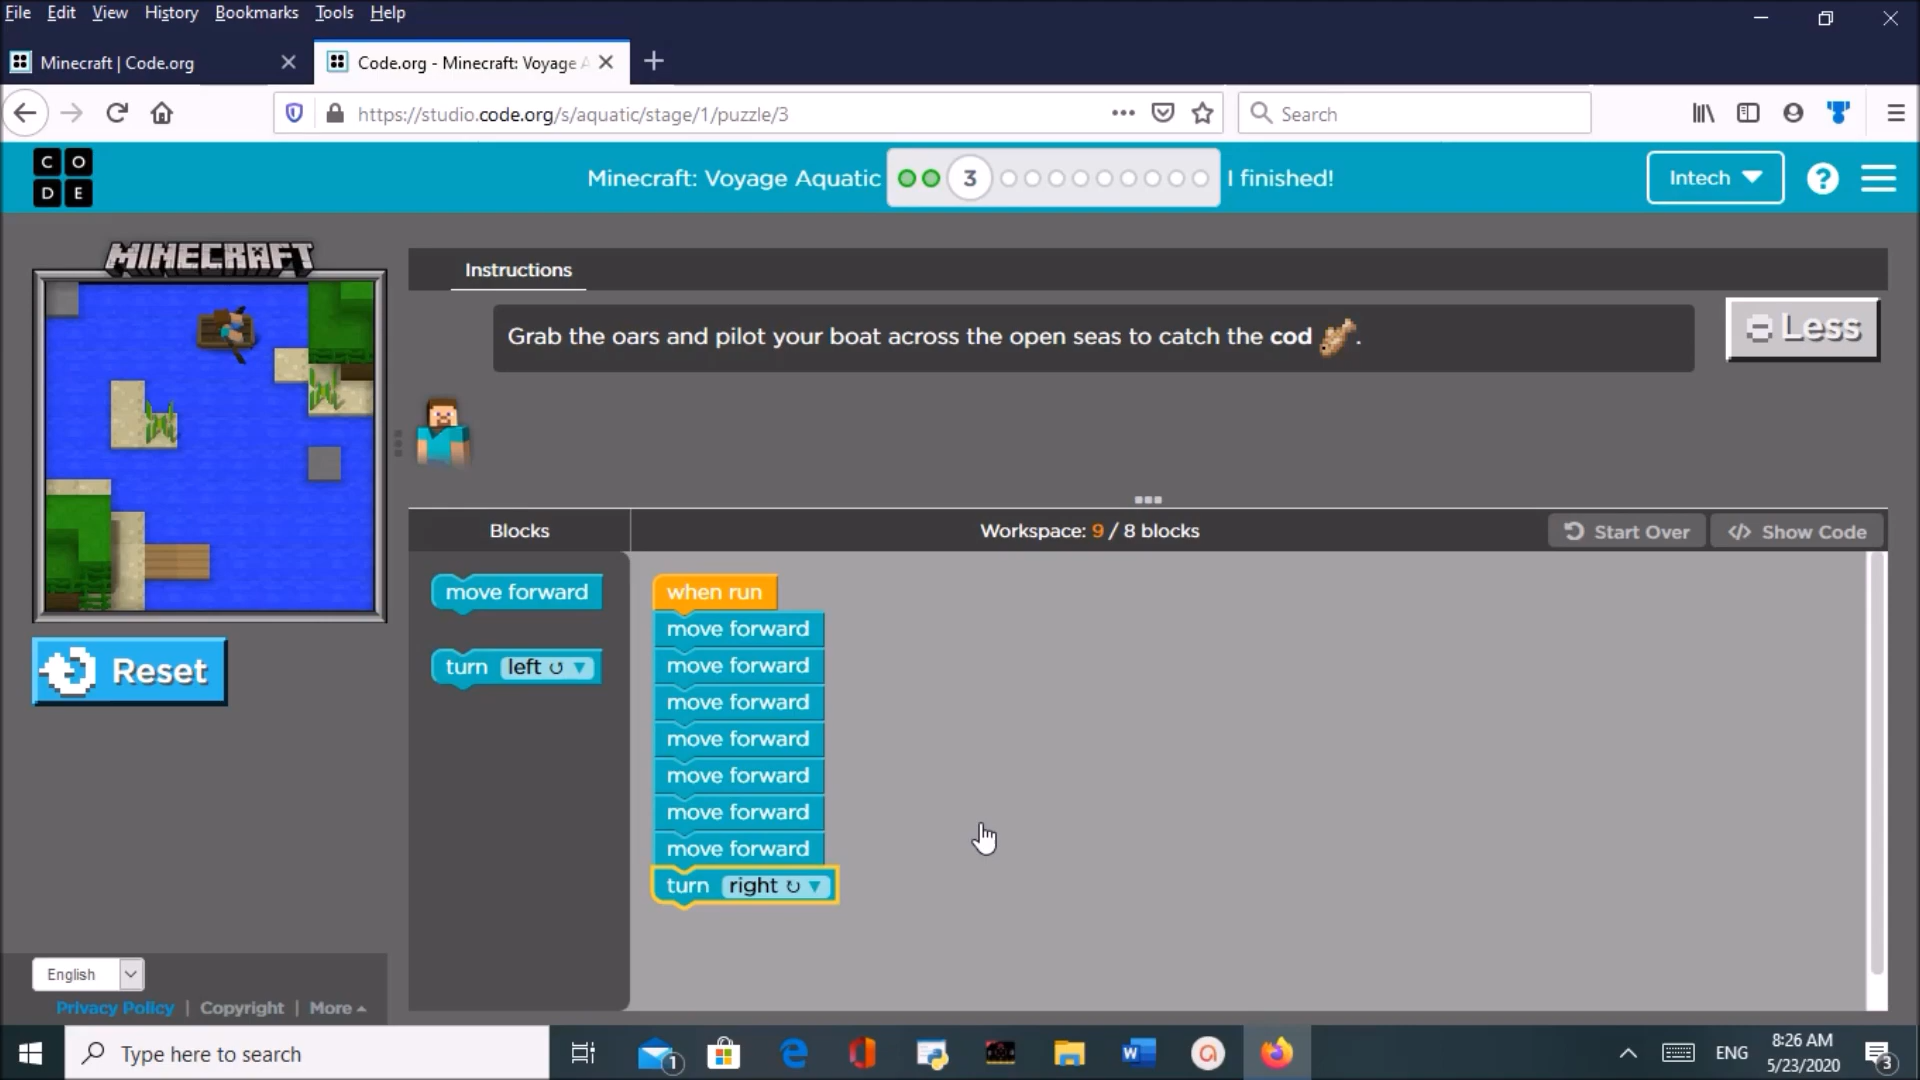 File Edit View History Bookmarks Tools Help
Minecraft | Code.org
Code.org - Minecraft: Voyage A
https://studio.code.org/s/aquatic/stage/1/puzzle/3
Search
CODE
Minecraft: Voyage Aquatic
3
I finished!
Intech
?
MINECRAFT
Instructions
Grab the oars and pilot your boat across the open seas to catch the cod .
Less
Reset
Blocks
Workspace: 9 / 8 blocks
Start Over
Show Code
move forward
turn left
when run
move forward
move forward
move forward
move forward
move forward
move forward
move forward
turn right
English
Privacy Policy | Copyright | More
Type here to search
1
ENG
8:26 AM
5/23/2020
3